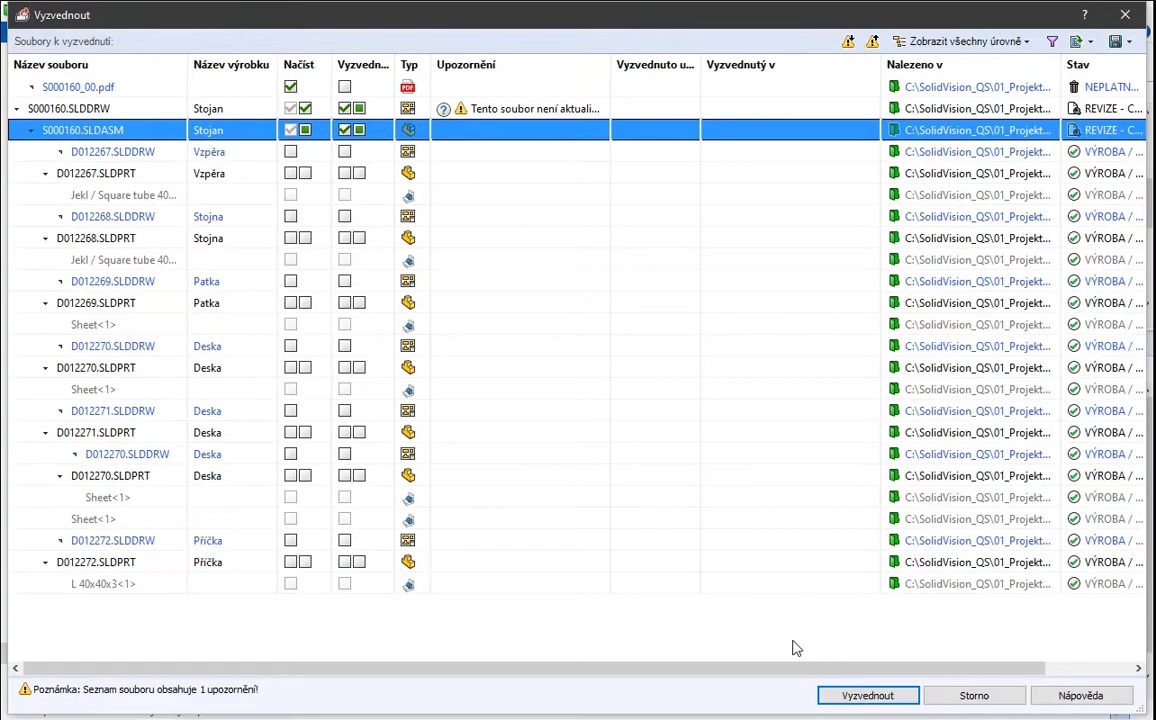 Vyzvednout
Soubory k vyzvednutí:
Zobrazit všechny úrovně
Název souboru Název výrobku Načíst Vyzvedn... Typ Upozornění Vyzvednuto u... Vyzvednutý v Nalezeno v Stav
S000160_00.pdf C:\SolidVision_QS\01_Projekt... NEPLATN...
S000160.SLDDRW Stojan Tento soubor není aktuali... C:\SolidVision_QS\01_Projekt... REVIZE - C...
S000160.SLDASM Stojan C:\SolidVision_QS\01_Projekt... REVIZE - C...
D012267.SLDDRW Vzpěra C:\SolidVision_QS\01_Projekt... VÝROBA / ...
D012267.SLDPRT Vzpěra C:\SolidVision_QS\01_Projekt... VÝROBA / ...
Jekl / Square tube 40... C:\SolidVision_QS\01_Projekt... VÝROBA / ...
D012268.SLDDRW Stojna C:\SolidVision_QS\01_Projekt... VÝROBA / ...
D012268.SLDPRT Stojna C:\SolidVision_QS\01_Projekt... VÝROBA / ...
Jekl / Square tube 40... C:\SolidVision_QS\01_Projekt... VÝROBA / ...
D012269.SLDDRW Patka C:\SolidVision_QS\01_Projekt... VÝROBA / ...
D012269.SLDPRT Patka C:\SolidVision_QS\01_Projekt... VÝROBA / ...
Sheet<1> C:\SolidVision_QS\01_Projekt... VÝROBA / ...
D012270.SLDDRW Deska C:\SolidVision_QS\01_Projekt... VÝROBA / ...
D012270.SLDPRT Deska C:\SolidVision_QS\01_Projekt... VÝROBA / ...
Sheet<1> C:\SolidVision_QS\01_Projekt... VÝROBA / ...
D012271.SLDDRW Deska C:\SolidVision_QS\01_Projekt... VÝROBA / ...
D012271.SLDPRT Deska C:\SolidVision_QS\01_Projekt... VÝROBA / ...
D012270.SLDDRW Deska C:\SolidVision_QS\01_Projekt... VÝROBA / ...
D012270.SLDPRT Deska C:\SolidVision_QS\01_Projekt... VÝROBA / ...
Sheet<1> C:\SolidVision_QS\01_Projekt... VÝROBA / ...
Sheet<1> C:\SolidVision_QS\01_Projekt... VÝROBA / ...
D012272.SLDDRW Příčka C:\SolidVision_QS\01_Projekt... VÝROBA / ...
D012272.SLDPRT Příčka C:\SolidVision_QS\01_Projekt... VÝROBA / ...
L 40x40x3<1> C:\SolidVision_QS\01_Projekt... VÝROBA / ...
Poznámka: Seznam souboru obsahuje 1 upozornění!
Vyzvednout Storno Nápověda